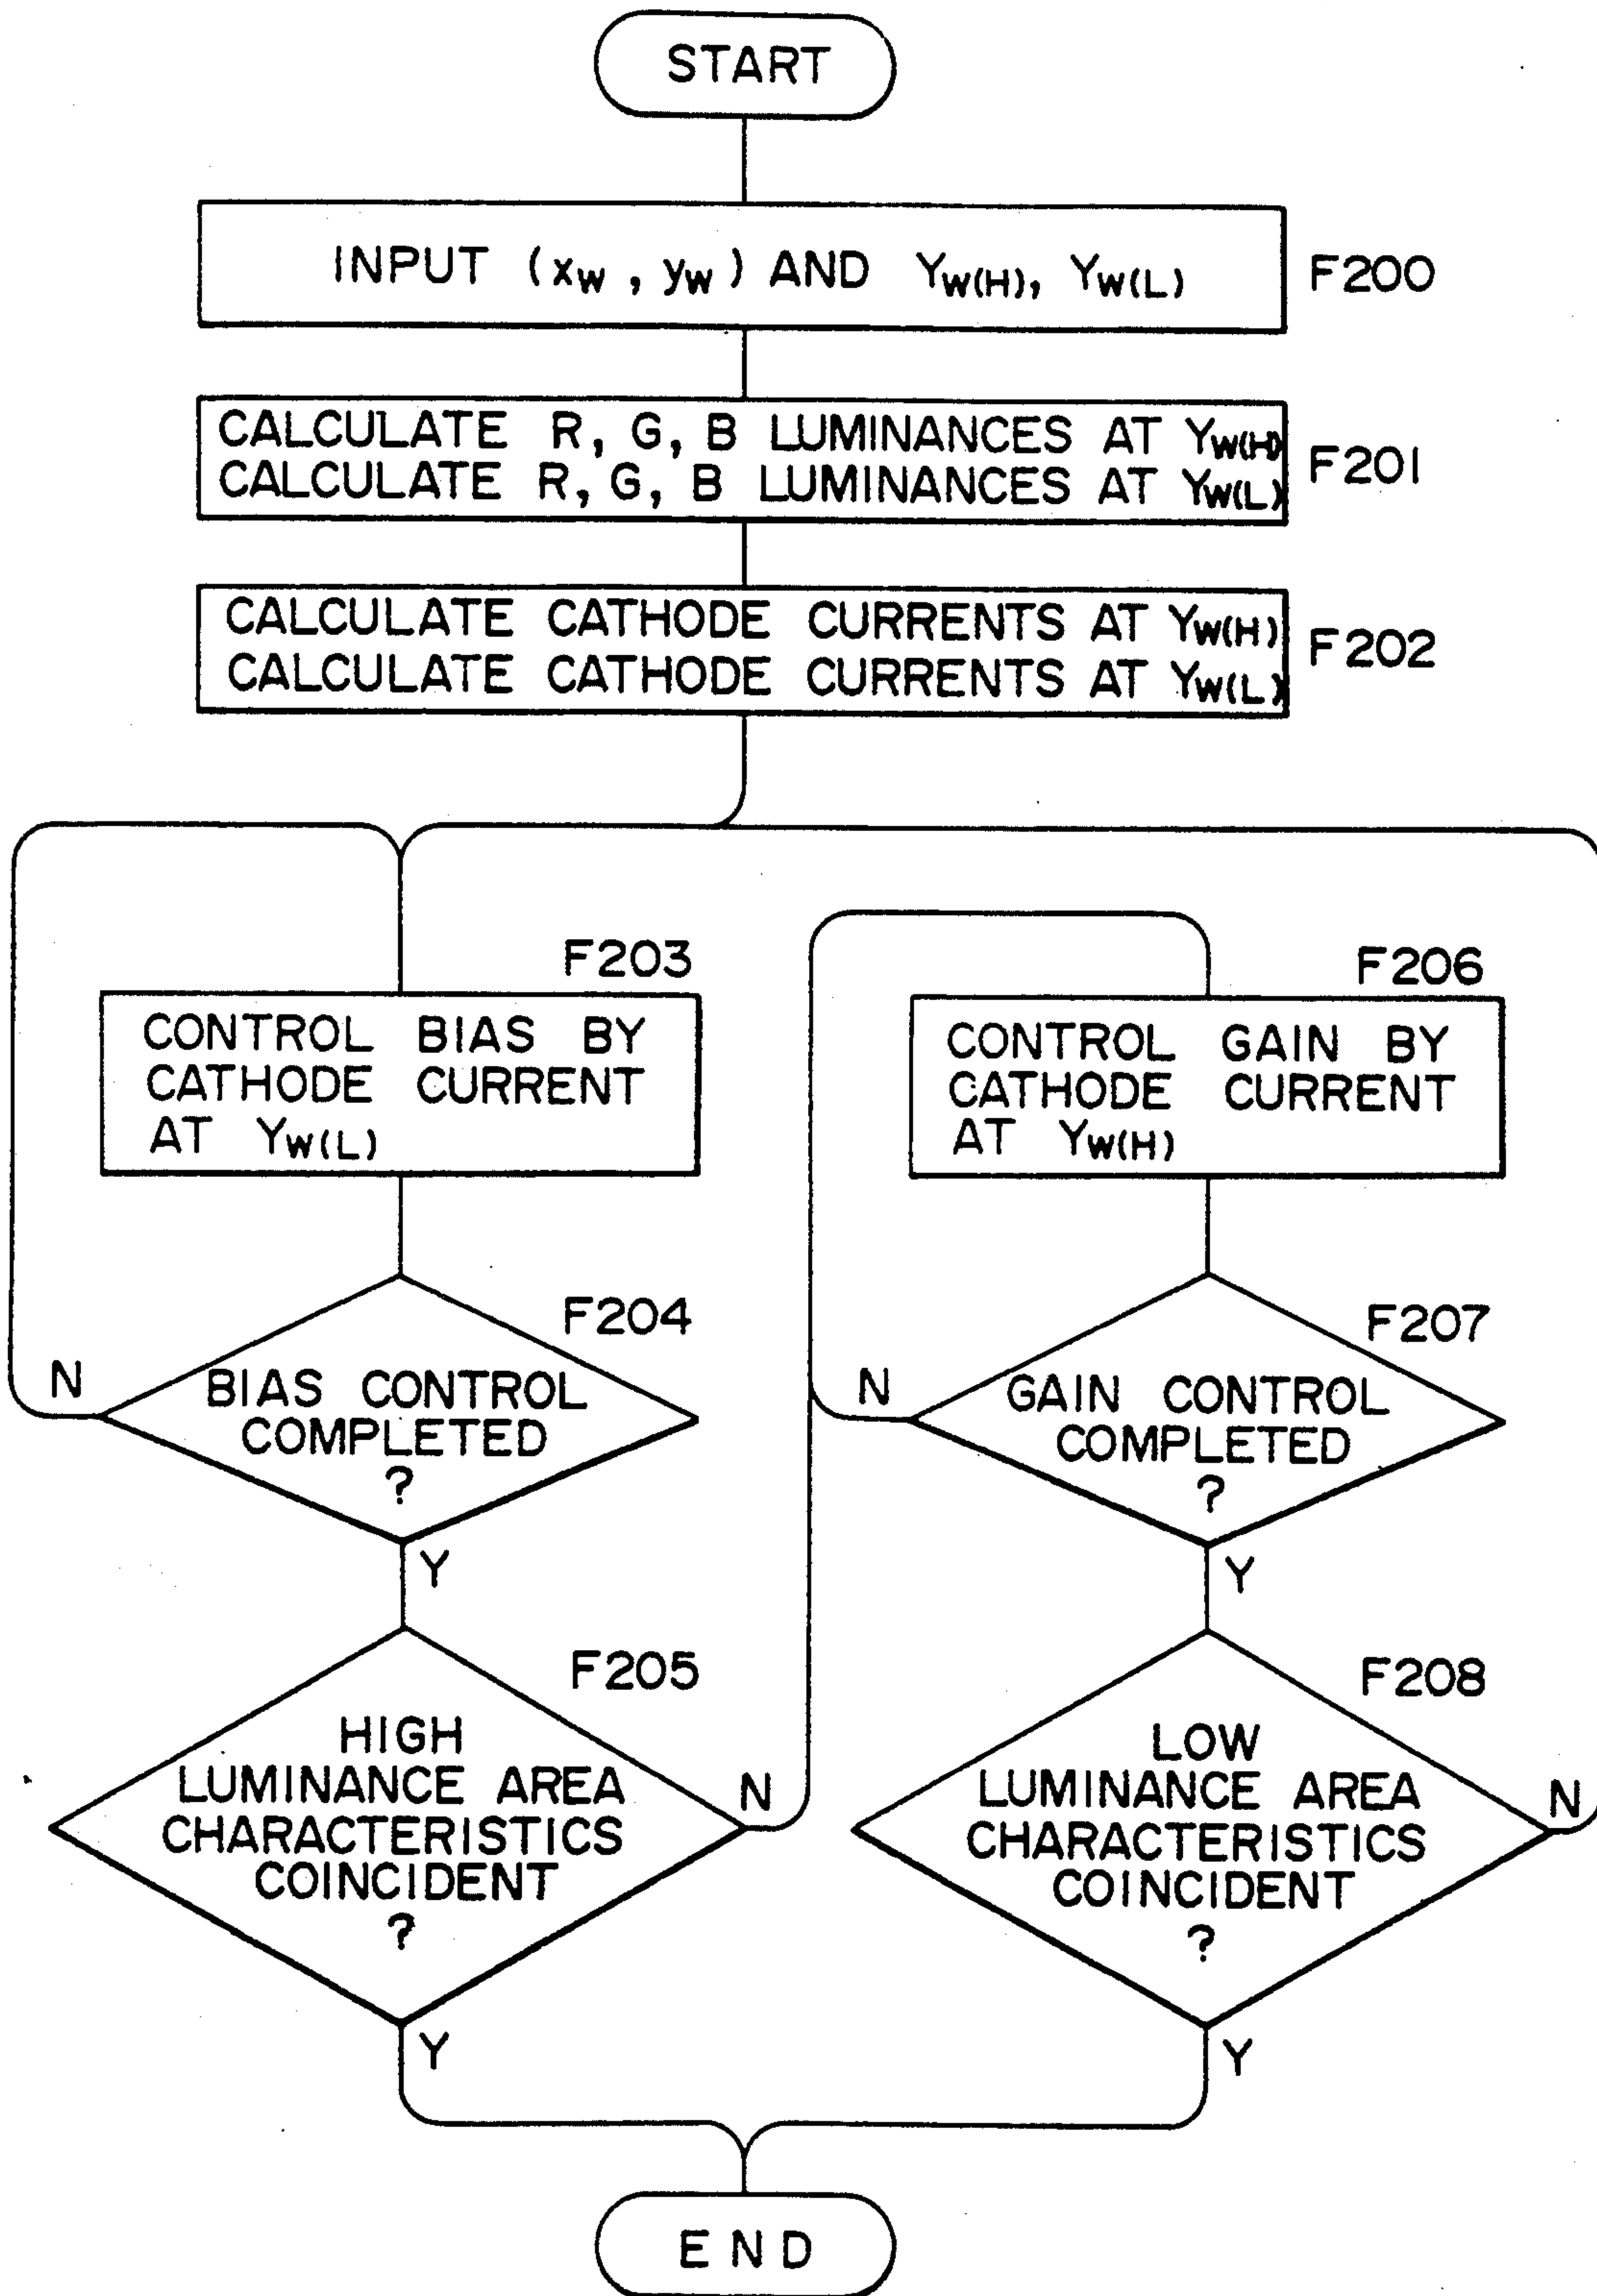 START
INPUT (xw, yw) AND YW(H), YW(L)
F200
CALCULATE R, G, B LUMINANCES AT YW(H)
CALCULATE R, G, B LUMINANCES AT YW(L)
F201
CALCULATE CATHODE CURRENTS AT YW(H)
CALCULATE CATHODE CURRENTS AT YW(L)
F202
F203
CONTROL BIAS BY
CATHODE CURRENT
AT YW(L)
F204
N
BIAS CONTROL
COMPLETED
?
Y
F205
HIGH
LUMINANCE AREA
CHARACTERISTICS
COINCIDENT
?
N
Y
F206
CONTROL GAIN BY
CATHODE CURRENT
AT YW(H)
F207
N
GAIN CONTROL
COMPLETED
?
Y
F208
LOW
LUMINANCE AREA
CHARACTERISTICS
COINCIDENT
?
N
Y
END